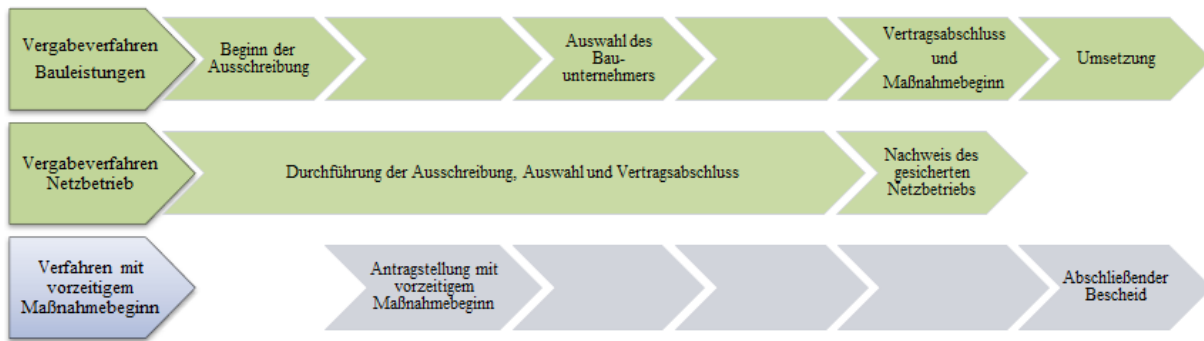 Vergabeverfahren
Bauleistungen
Beginn der
Ausschreibung
Auswahl des
Bau-
unternehmers
Vertragsabschluss
und
Maßnahmebeginn
Umsetzung
Vergabeverfahren
Netzbetrieb
Durchführung der Ausschreibung, Auswahl und Vertragsabschluss
Nachweis des
gesicherten
Netzbetriebs
Verfahren mit
vorzeitigem
Maßnahmebeginn
Antragstellung mit
vorzeitigem
Maßnahmebeginn
Abschließender
Bescheid